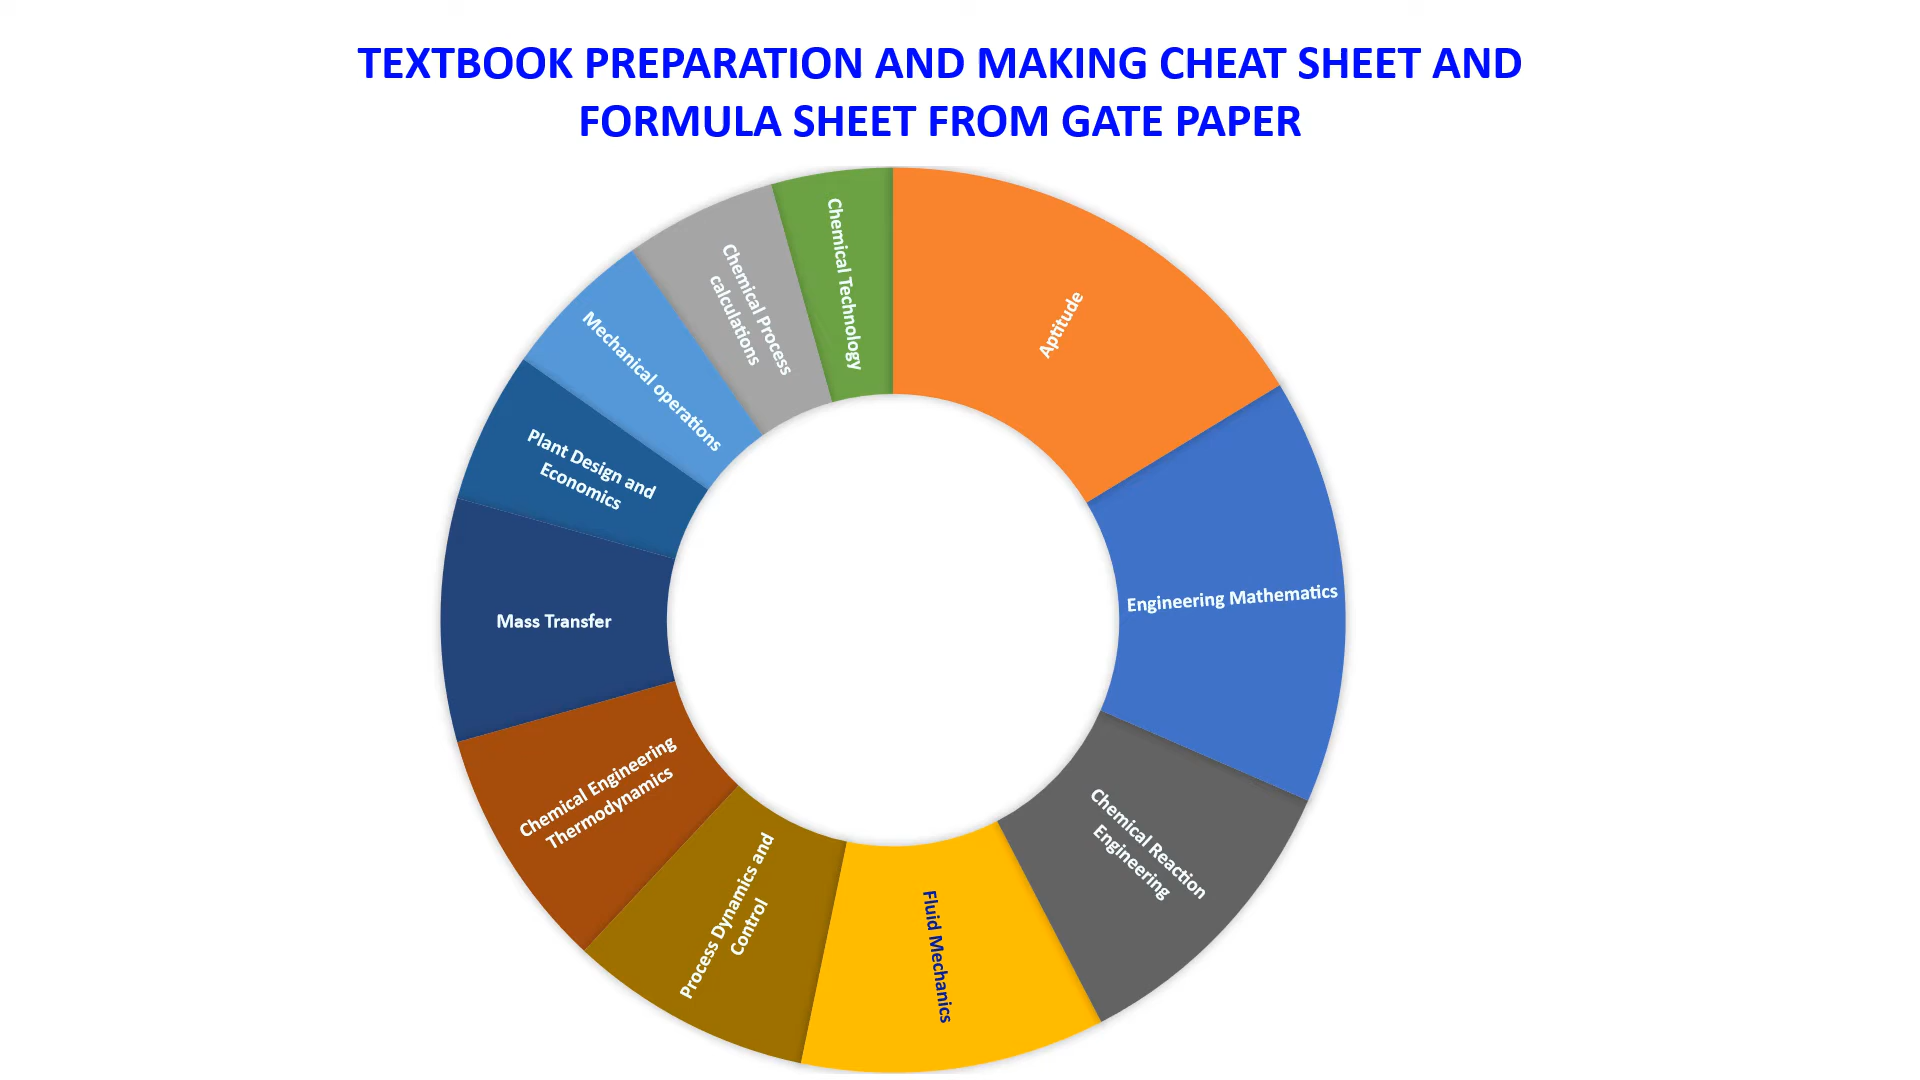 TEXTBOOK PREPARATION AND MAKING CHEAT SHEET AND
FORMULA SHEET FROM GATE PAPER
Aptitude
Engineering Mathematics
Chemical Reaction
Engineering
Fluid Mechanics
Process Dynamics and
Control
Chemical Engineering
Thermodynamics
Mass Transfer
Plant Design and
Economics
Mechanical operations
Chemical Process
calculations
Chemical Technology